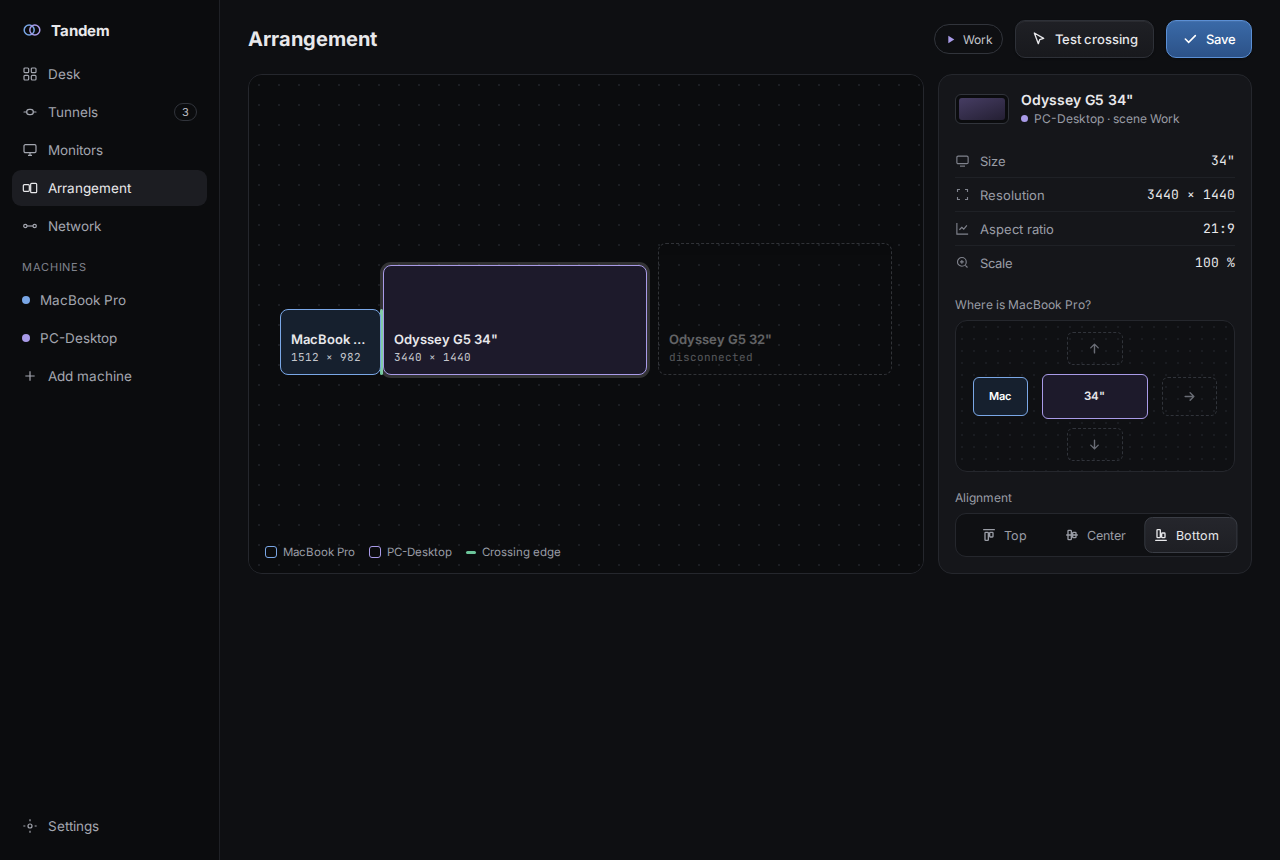 Tandem
Desk
Tunnels
3
Monitors
Arrangement
Network
MACHINES
MacBook Pro
PC-Desktop
Add machine
Settings
Arrangement
Work
Test crossing
Save
MacBook ...
1512 × 982
Odyssey G5 34"
3440 × 1440
Odyssey G5 32"
disconnected
MacBook Pro
PC-Desktop
Crossing edge
Odyssey G5 34"
PC-Desktop · scene Work
Size
34"
Resolution
3440 × 1440
Aspect ratio
21:9
Scale
100 %
Where is MacBook Pro?
Mac
34"
Alignment
Top
Center
Bottom